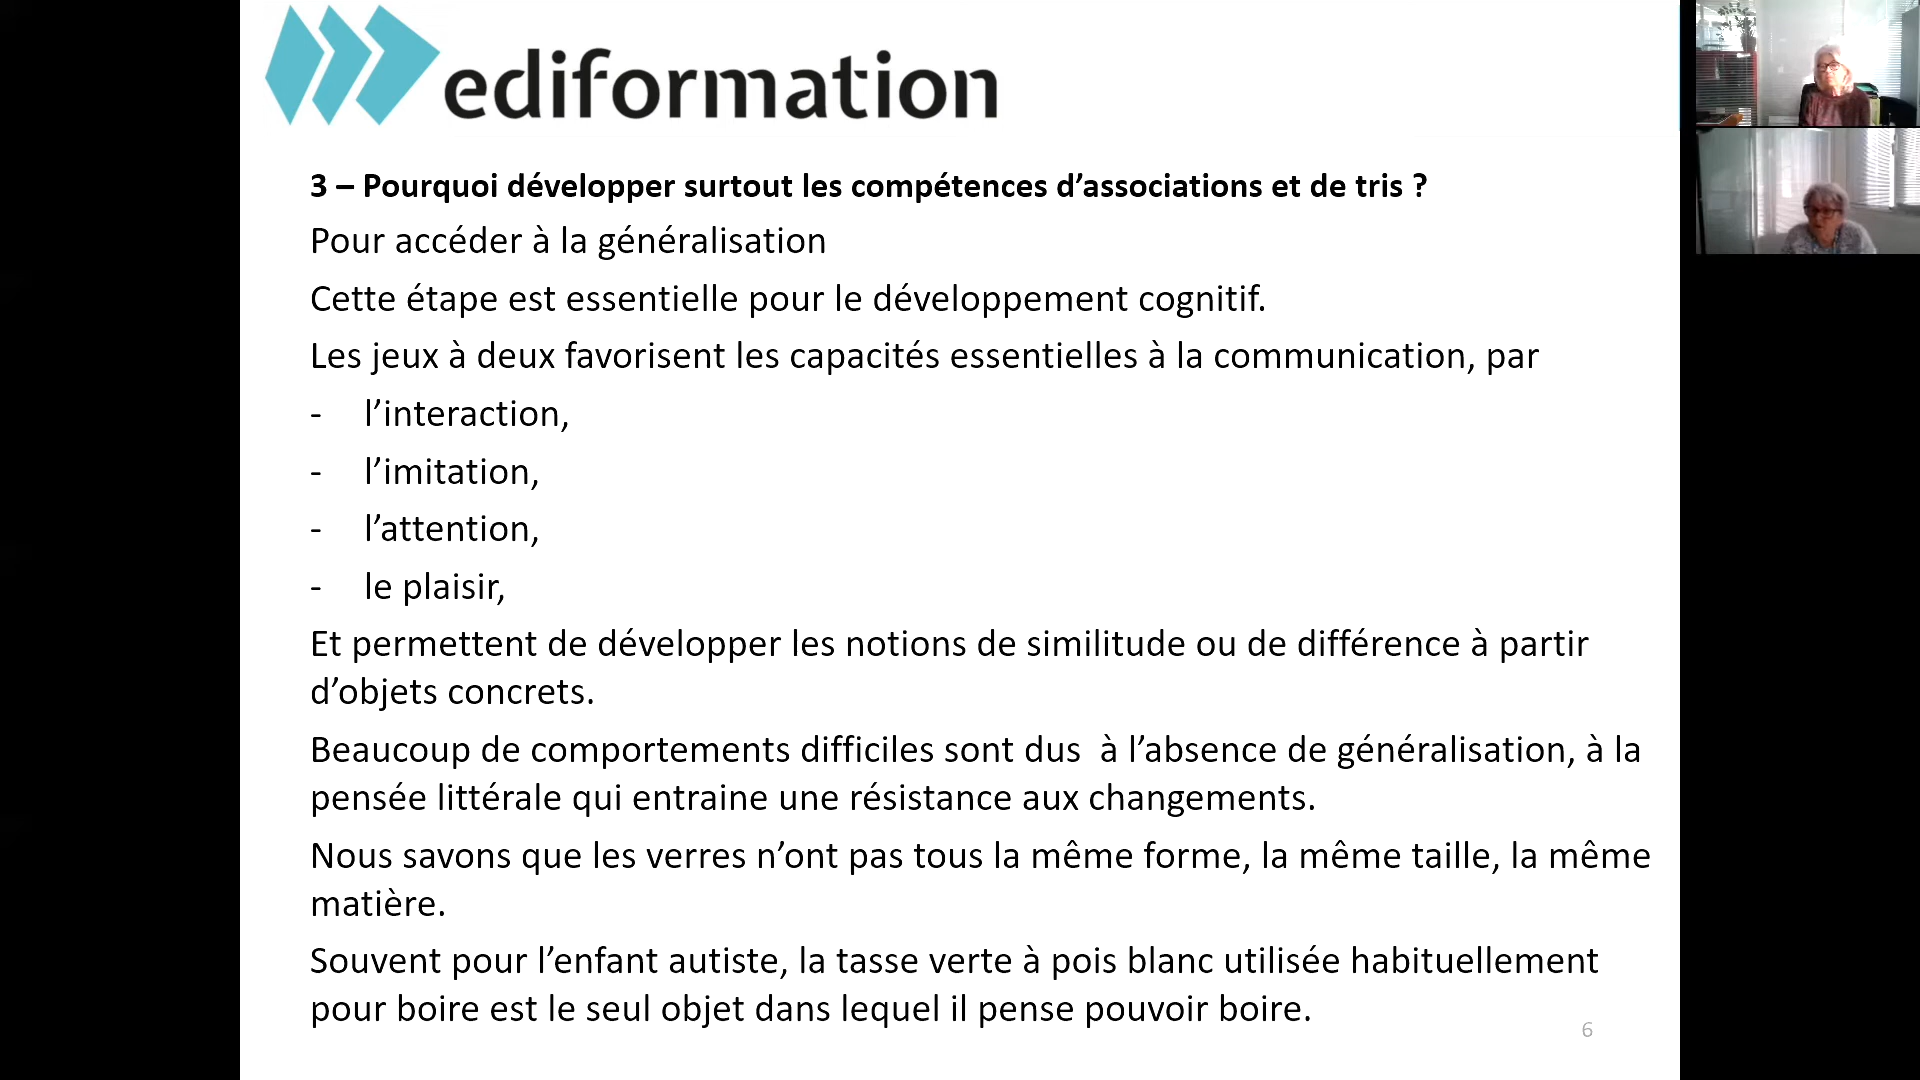 ediformation
3 – Pourquoi développer surtout les compétences d’associations et de tris ?
Pour accéder à la généralisation
Cette étape est essentielle pour le développement cognitif.
Les jeux à deux favorisent les capacités essentielles à la communication, par
- l’interaction,
- l’imitation,
- l’attention,
- le plaisir,
Et permettent de développer les notions de similitude ou de différence à partir
d’objets concrets.
Beaucoup de comportements difficiles sont dus  à l’absence de généralisation, à la
pensée littérale qui entraine une résistance aux changements.
Nous savons que les verres n’ont pas tous la même forme, la même taille, la même
matière.
Souvent pour l’enfant autiste, la tasse verte à pois blanc utilisée habituellement
pour boire est le seul objet dans lequel il pense pouvoir boire.
6